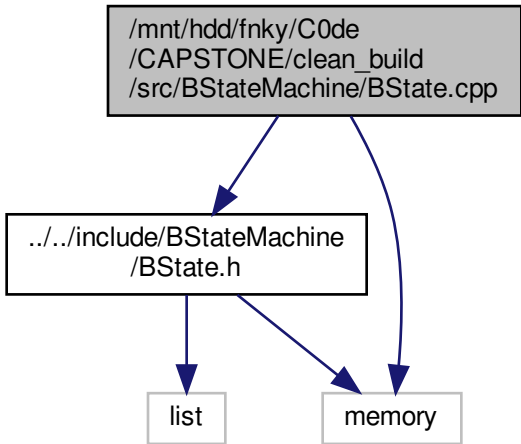 /mnt/hdd/fnky/C0de
/CAPSTONE/clean_build
/src/BStateMachine/BState.cpp
../../include/BStateMachine
/BState.h
list
memory